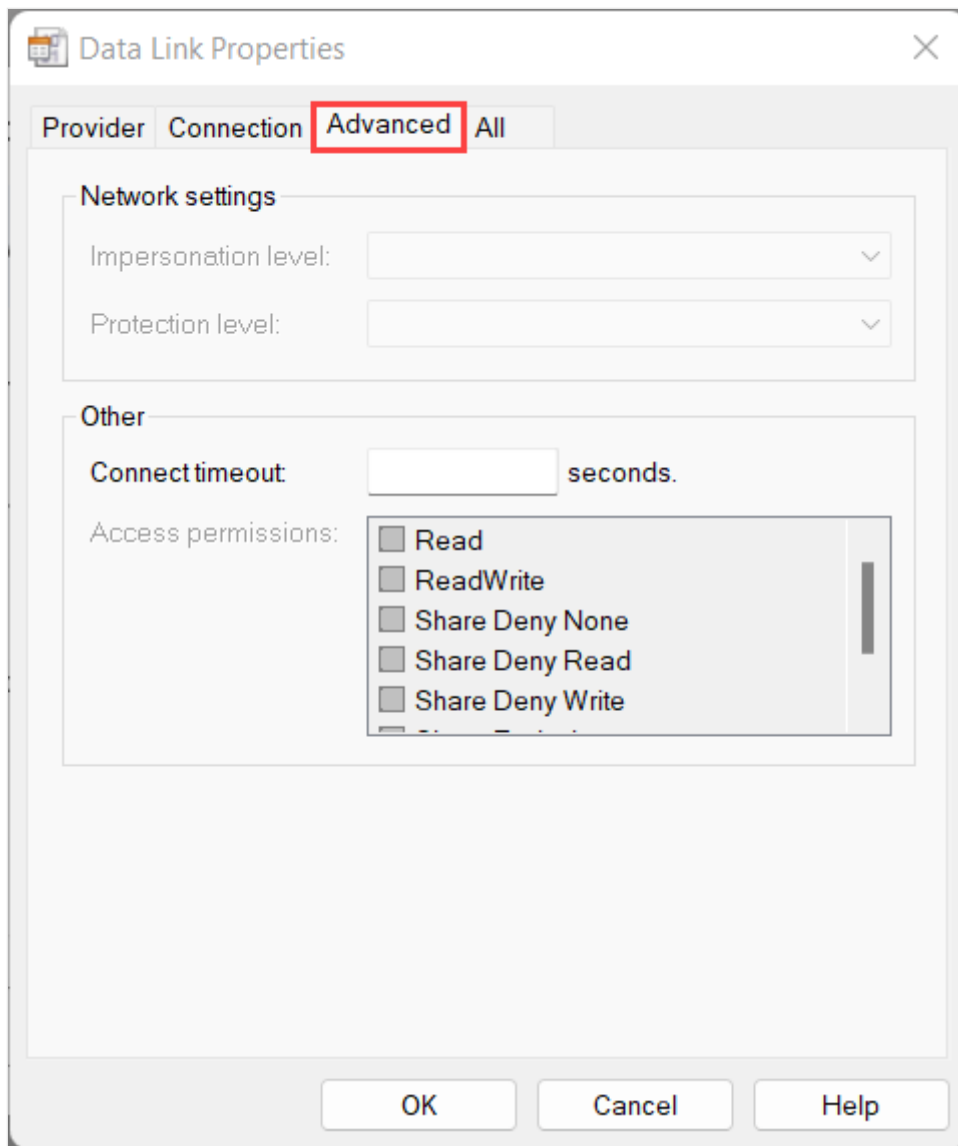 Data Link Properties
Provider Connection Advanced All
Network settings
Impersonation level:
Protection level:
Other
Connect timeout: seconds.
Access permissions:
Read
ReadWrite
Share Deny None
Share Deny Read
Share Deny Write
OK Cancel Help